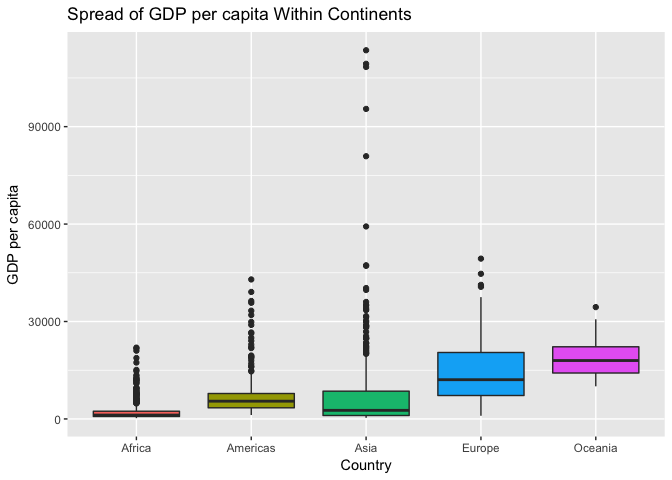 Spread of GDP per capita Within Continents
GDP per capita
90000
60000
30000
0
Africa Americas Asia Europe Oceania
Country